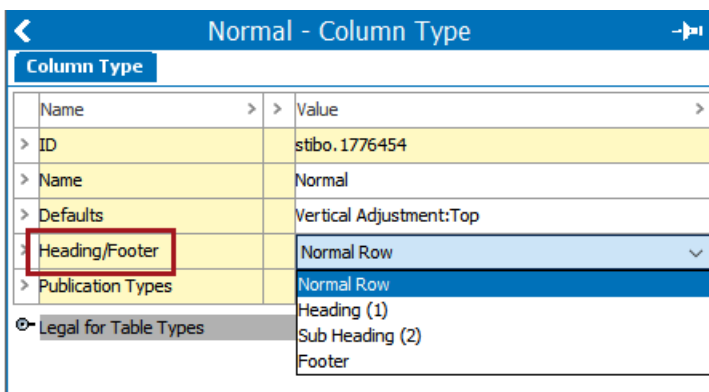 Normal - Column Type
Column Type
Name > > Value >
> ID stibo.1776454
> Name Normal
> Defaults Vertical Adjustment:Top
> Heading/Footer Normal Row
> Publication Types Normal Row
Heading (1)
Legal for Table Types Sub Heading (2)
Footer